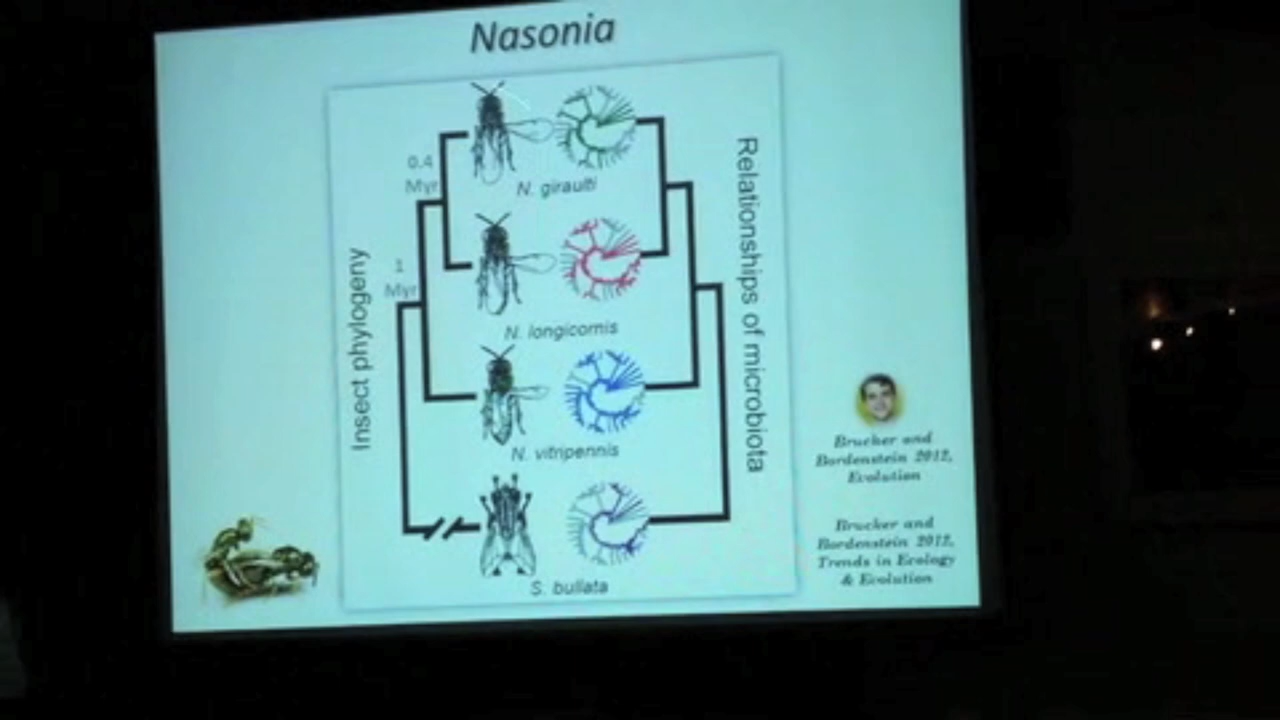 Nasonia
0.4
Myr
N. giraulti
1
Myr
N. longicornis
N. vitripennis
S. bullata
Insect phylogeny
Relationships of microbiota
Brucker and
Bordenstein 2012,
Evolution
Brucker and
Bordenstein 2012,
Trends in Ecology
& Evolution